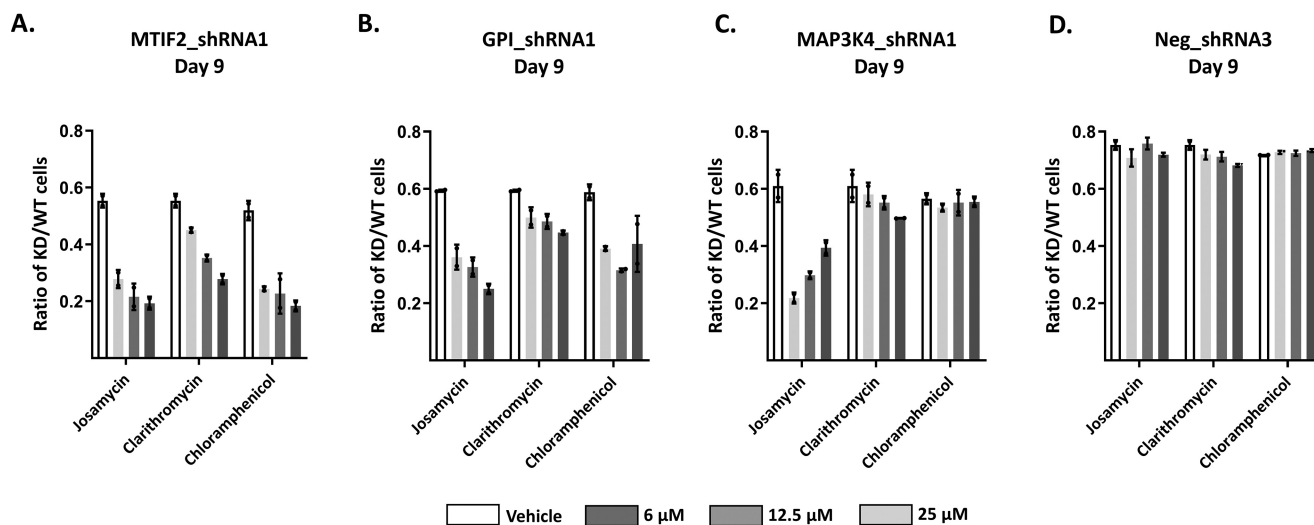 A.
MTIF2_shRNA1
Day 9
Ratio of KD/WT cells
0.8
0.6
0.4
0.2
Josamycin
Clarithromycin
Chloramphenicol
B.
GPI_shRNA1
Day 9
Ratio of KD/WT cells
0.8
0.6
0.4
0.2
Josamycin
Clarithromycin
Chloramphenicol
C.
MAP3K4_shRNA1
Day 9
Ratio of KD/WT cells
0.8
0.6
0.4
0.2
Josamycin
Clarithromycin
Chloramphenicol
D.
Neg_shRNA3
Day 9
Ratio of KD/WT cells
0.8
0.6
0.4
0.2
Josamycin
Clarithromycin
Chloramphenicol
Vehicle 6 μM 12.5 μM 25 μM